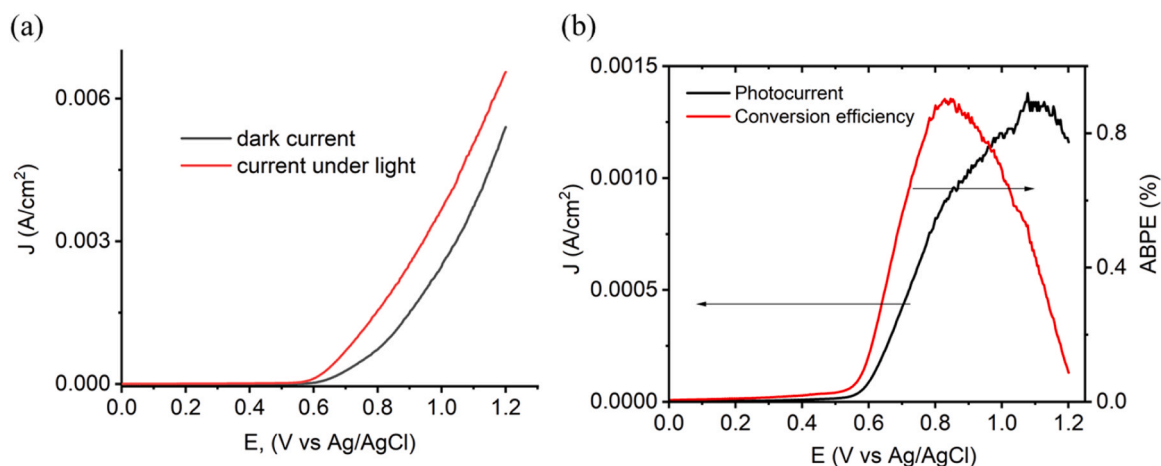 (a)
J (A/cm²)
0.006
0.003
0.000
dark current
current under light
0.0 0.2 0.4 0.6 0.8 1.0 1.2
E, (V vs Ag/AgCl)
(b)
J (A/cm²)
0.0015
0.0010
0.0005
0.0000
Photocurrent
Conversion efficiency
0.8
0.4
0.0
ABPE (%)
0.0 0.2 0.4 0.6 0.8 1.0 1.2
E (V vs Ag/AgCl)